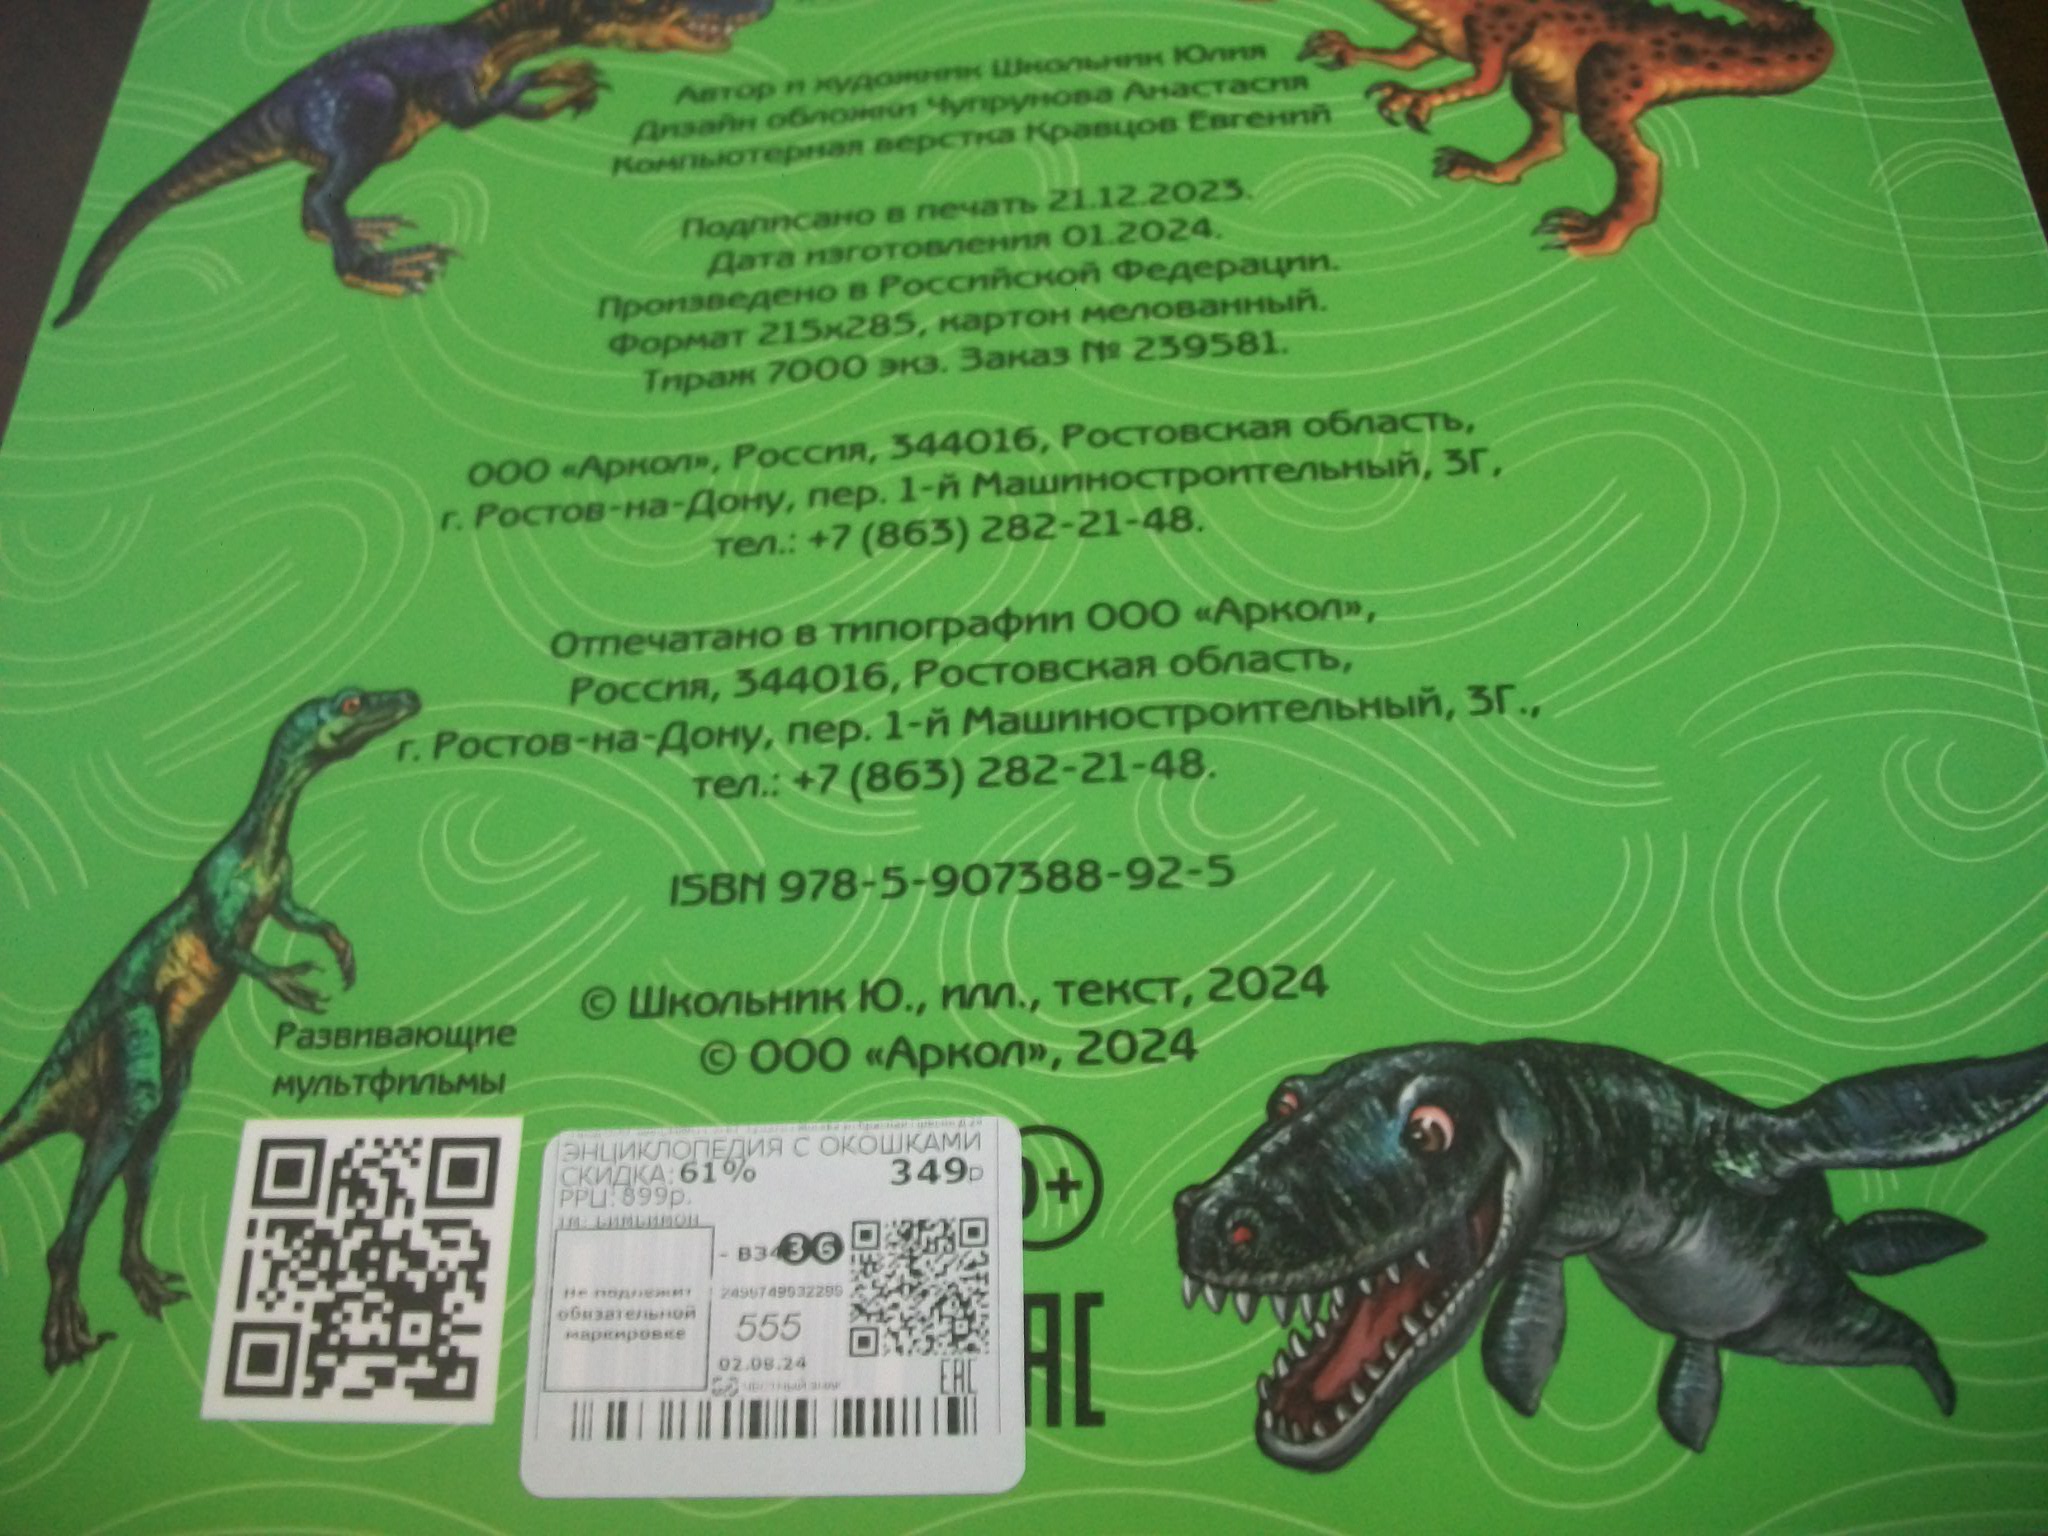 Автор и художник Школьник Юлия
Дизайн обложки Чупрунова Анастасия
Компьютерная верстка Кравцов Евгений
Подписано в печать 21.12.2023.
Дата изготовления 01.2024.
Произведено в Российской Федерации.
Формат 215х285, картон мелованный.
Тираж 7000 экз. Заказ № 239581.
ООО «Аркол», Россия, 344016, Ростовская область,
г. Ростов-на-Дону, пер. 1-й Машиностроительный, 3Г,
тел.: +7 (863) 282-21-48.
Отпечатано в типографии ООО «Аркол»,
Россия, 344016, Ростовская область,
г. Ростов-на-Дону, пер. 1-й Машиностроительный, 3Г.,
тел.: +7 (863) 282-21-48.
ISBN 978-5-907388-92-5
© Школьник Ю., илл., текст, 2024
© ООО «Аркол», 2024
Развивающие
мультфильмы
ЭНЦИКЛОПЕДИЯ С ОКОШКАМИ
СКИДКА: 61% 349р
РРЦ: 899р.
Не подлежит
обязательной
маркировке
36
555
02.08.24
ЧЕСТНЫЙ ЗНАК
EAC